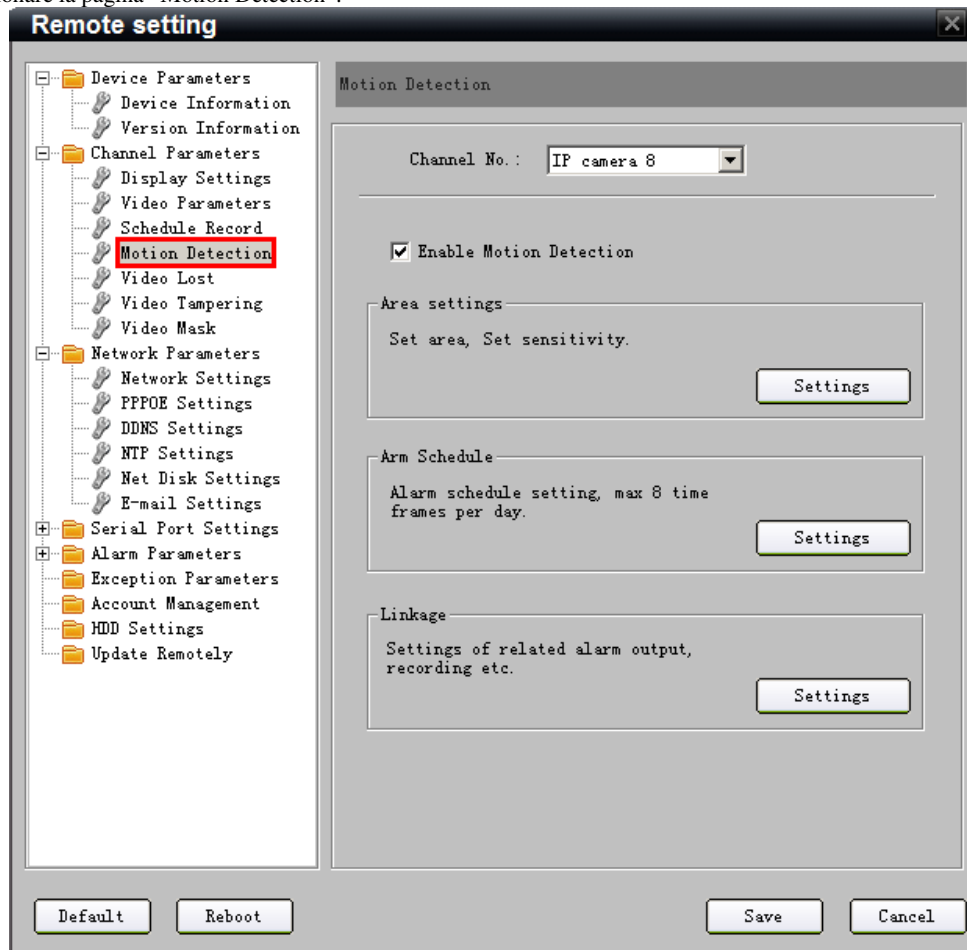 la pagina "Motion Detection".
Remote setting
Device Parameters
Device Information
Version Information
Channel Parameters
Display Settings
Video Parameters
Schedule Record
Motion Detection
Video Lost
Video Tampering
Video Mask
Network Parameters
Network Settings
PPPOE Settings
DDNS Settings
NTP Settings
Net Disk Settings
E-mail Settings
Serial Port Settings
Alarm Parameters
Exception Parameters
Account Management
HDD Settings
Update Remotely
Motion Detection
Channel No.: IP camera 8
Enable Motion Detection
Area settings
Set area, Set sensitivity.
Settings
Arm Schedule
Alarm schedule setting, max 8 time
frames per day.
Settings
Linkage
Settings of related alarm output,
recording etc.
Settings
Default Reboot Save Cancel